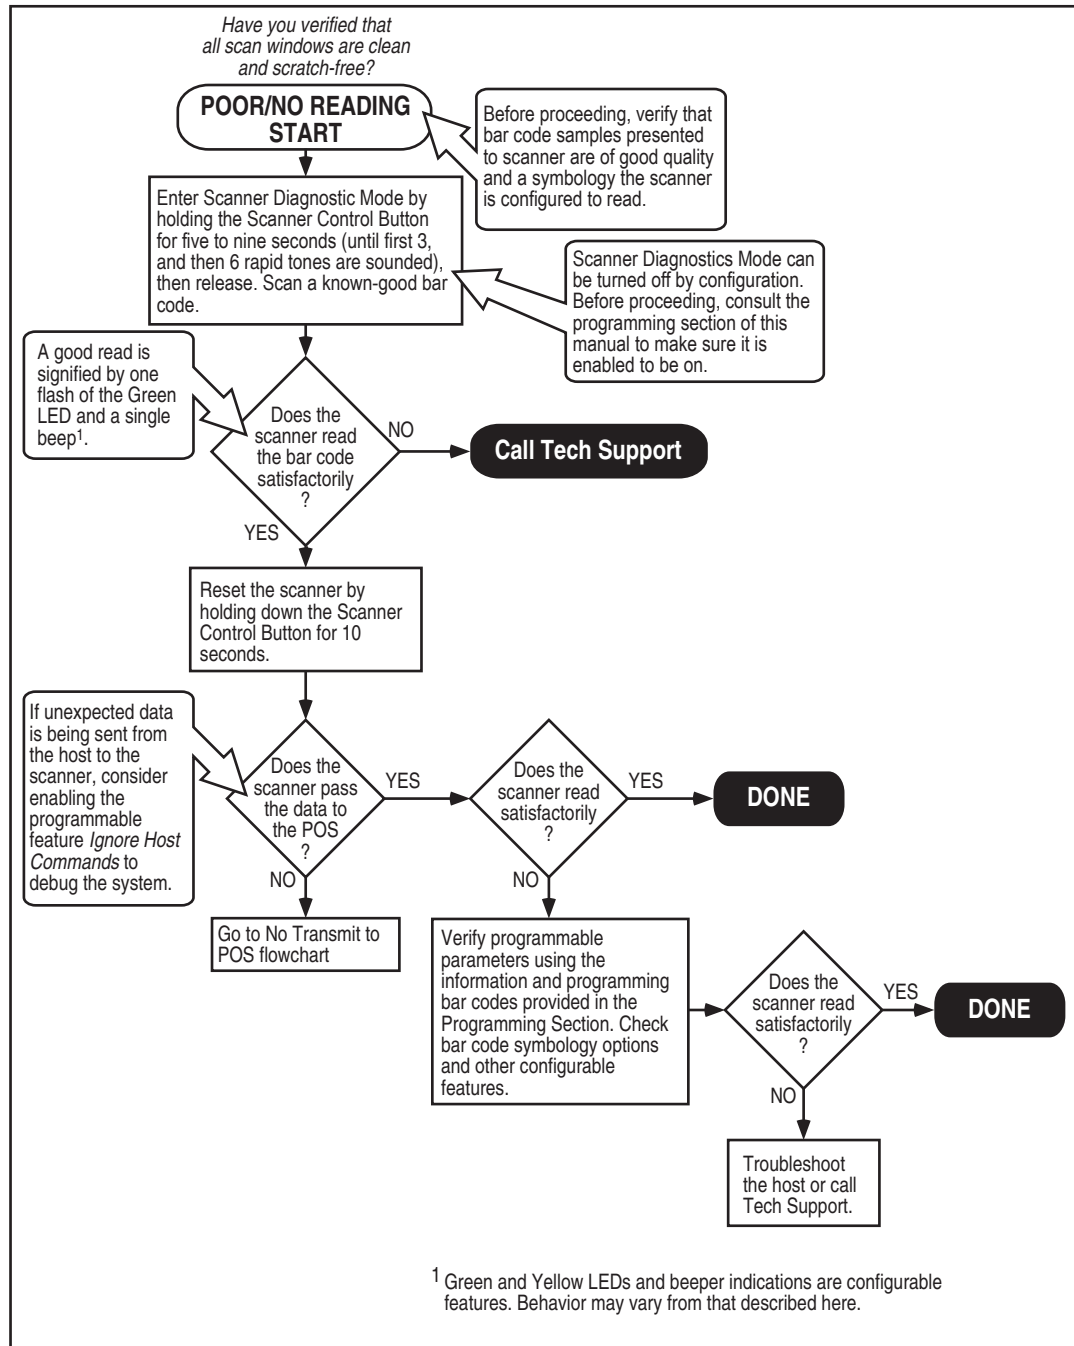 Have you verified that
all scan windows are clean
and scratch-free?
POOR/NO READING
START
Before proceeding, verify that
bar code samples presented
to scanner are of good quality
and a symbology the scanner
is configured to read.
Enter Scanner Diagnostic Mode by
holding the Scanner Control Button
for five to nine seconds (until first 3,
and then 6 rapid tones are sounded),
then release. Scan a known-good bar
code.
Scanner Diagnostics Mode can
be turned off by configuration.
Before proceeding, consult the
programming section of this
manual to make sure it is
enabled to be on.
A good read is
signified by one
flash of the Green
LED and a single
beep1.
Does the
scanner read
the bar code
satisfactorily
?
NO
Call Tech Support
YES
Reset the scanner by
holding down the Scanner
Control Button for 10
seconds.
If unexpected data
is being sent from
the host to the
scanner, consider
enabling the
programmable
feature Ignore Host
Commands to
debug the system.
Does the
scanner pass
the data to
the POS
?
YES
Does the
scanner read
satisfactorily
?
YES
DONE
NO
Go to No Transmit to
POS flowchart
NO
Verify programmable
parameters using the
information and programming
bar codes provided in the
Programming Section. Check
bar code symbology options
and other configurable
features.
Does the
scanner read
satisfactorily
?
YES
DONE
NO
Troubleshoot
the host or call
Tech Support.
1 Green and Yellow LEDs and beeper indications are configurable
features. Behavior may vary from that described here.